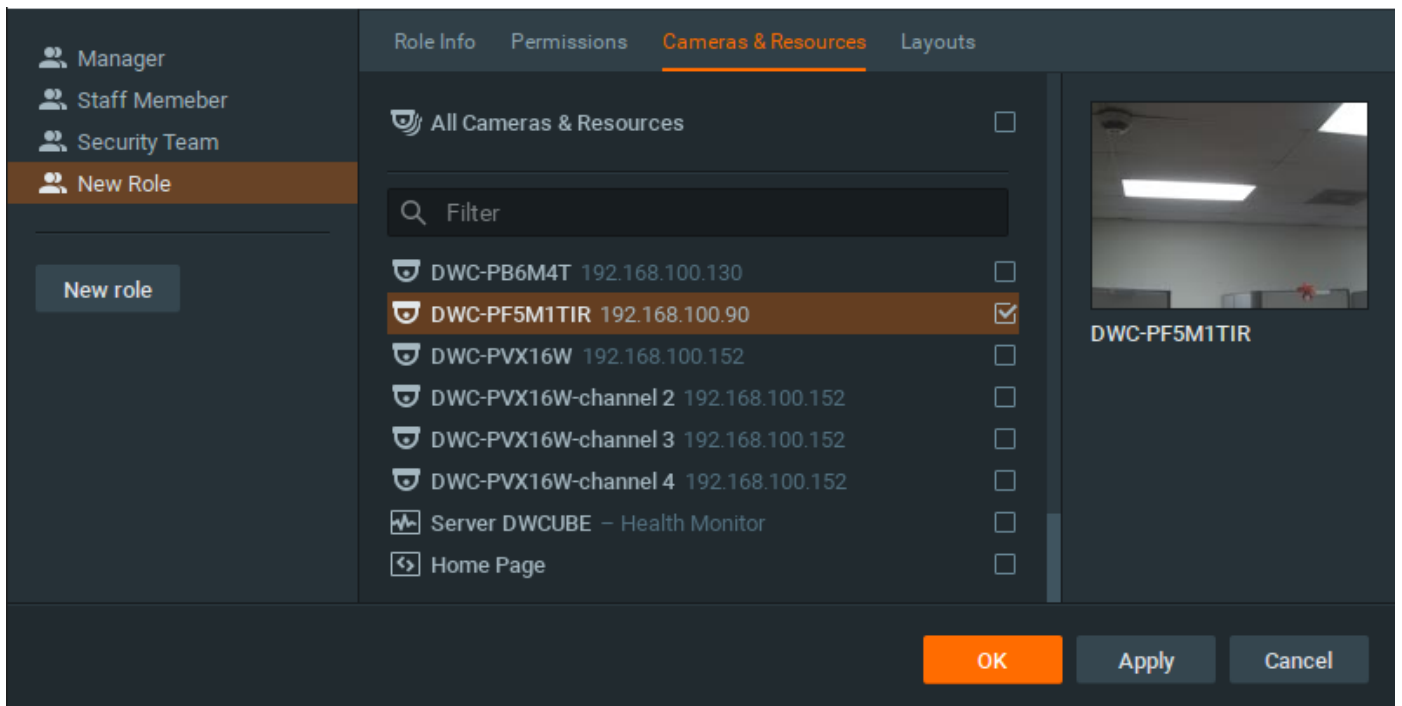 Manager
Staff Memeber
Security Team
New Role
New role
Role Info Permissions Cameras & Resources Layouts
All Cameras & Resources
Filter
DWC-PB6M4T 192.168.100.130
DWC-PF5M1TIR 192.168.100.90
DWC-PVX16W 192.168.100.152
DWC-PVX16W-channel 2 192.168.100.152
DWC-PVX16W-channel 3 192.168.100.152
DWC-PVX16W-channel 4 192.168.100.152
Server DWCUBE – Health Monitor
Home Page
DWC-PF5M1TIR
OK Apply Cancel